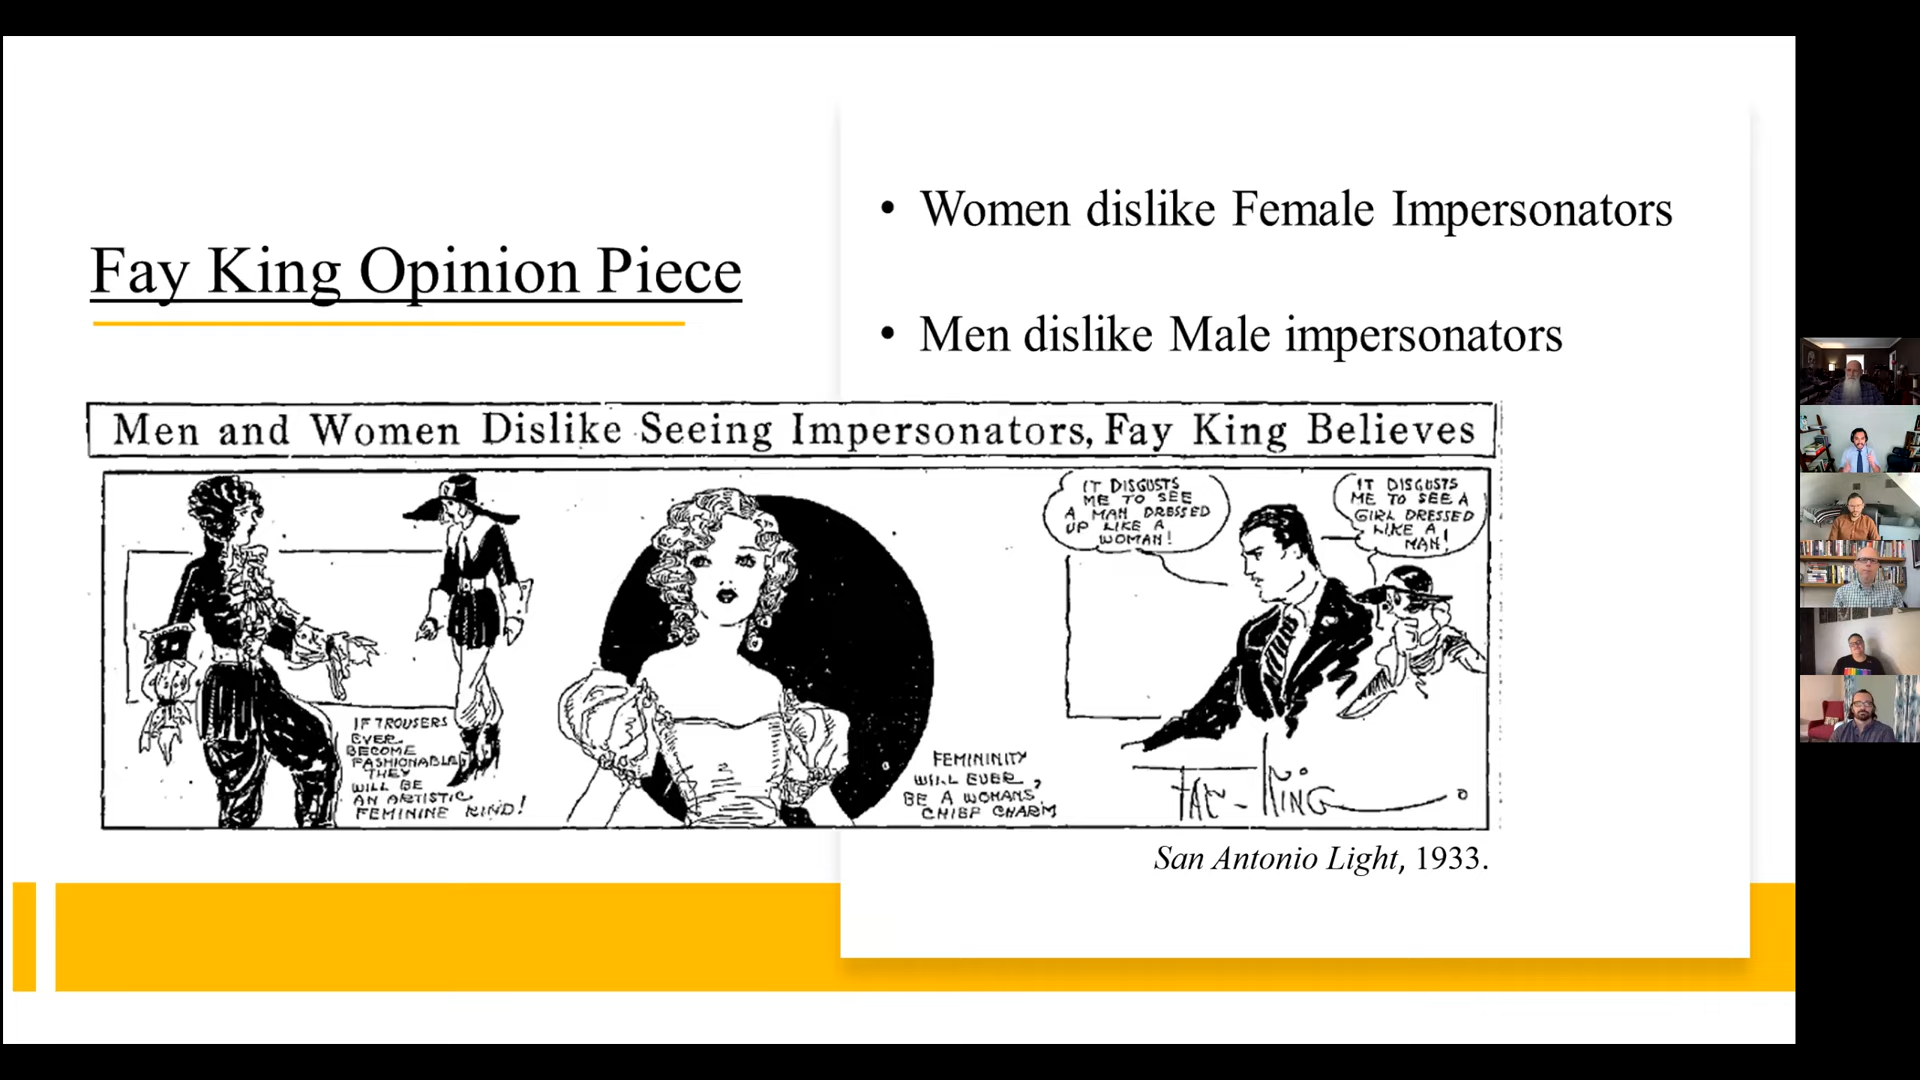 Fay King Opinion Piece
• Women dislike Female Impersonators
• Men dislike Male impersonators
Men and Women Dislike Seeing Impersonators, Fay King Believes
IF TROUSERS
EVER
BECOME
FASHIONABLE
THEY
WILL BE
AN ARTISTIC
FEMININE KIND!
FEMININITY
WILL EVER
BE A WOMANS'
CHIEF CHARM
IT DISGUSTS
ME TO SEE
A MAN DRESSED
UP LIKE A
WOMAN!
IT DISGUSTS
ME TO SEE A
GIRL DRESSED
LIKE A
MAN!
FAY-KING
San Antonio Light, 1933.